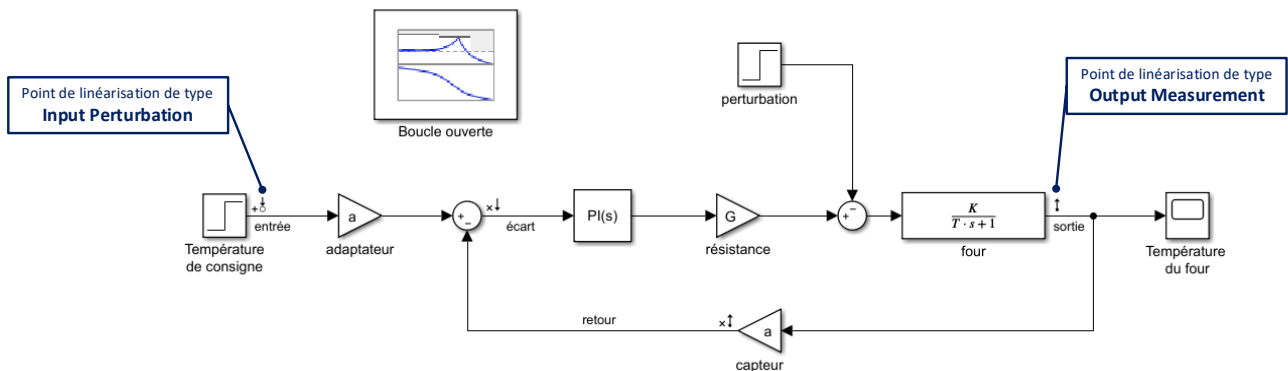 Point de linéarisation de type
Input Perturbation
Boucle ouverte
perturbation
Point de linéarisation de type
Output Measurement
entrée
Température
de consigne
a
adaptateur
écart
PI(s)
G
résistance
K
T · s + 1
four
sortie
Température
du four
retour
a
capteur